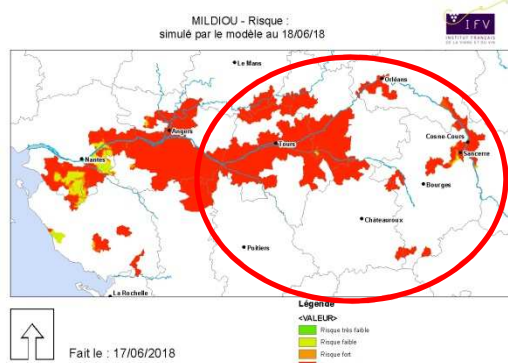 MILDIOU - Risque :
simulé par le modèle au 18/06/18
IFV
INSTITUT FRANÇAIS
DE LA VIGNE ET DU VIN
Le Mans
Orléans
Angers
Tours
Cosne-Cours
Sancerre
Nantes
Bourges
Châteauroux
Poitiers
La Rochelle
Légende
<VALEUR>
Risque très faible
Risque faible
Risque fort
Fait le : 17/06/2018